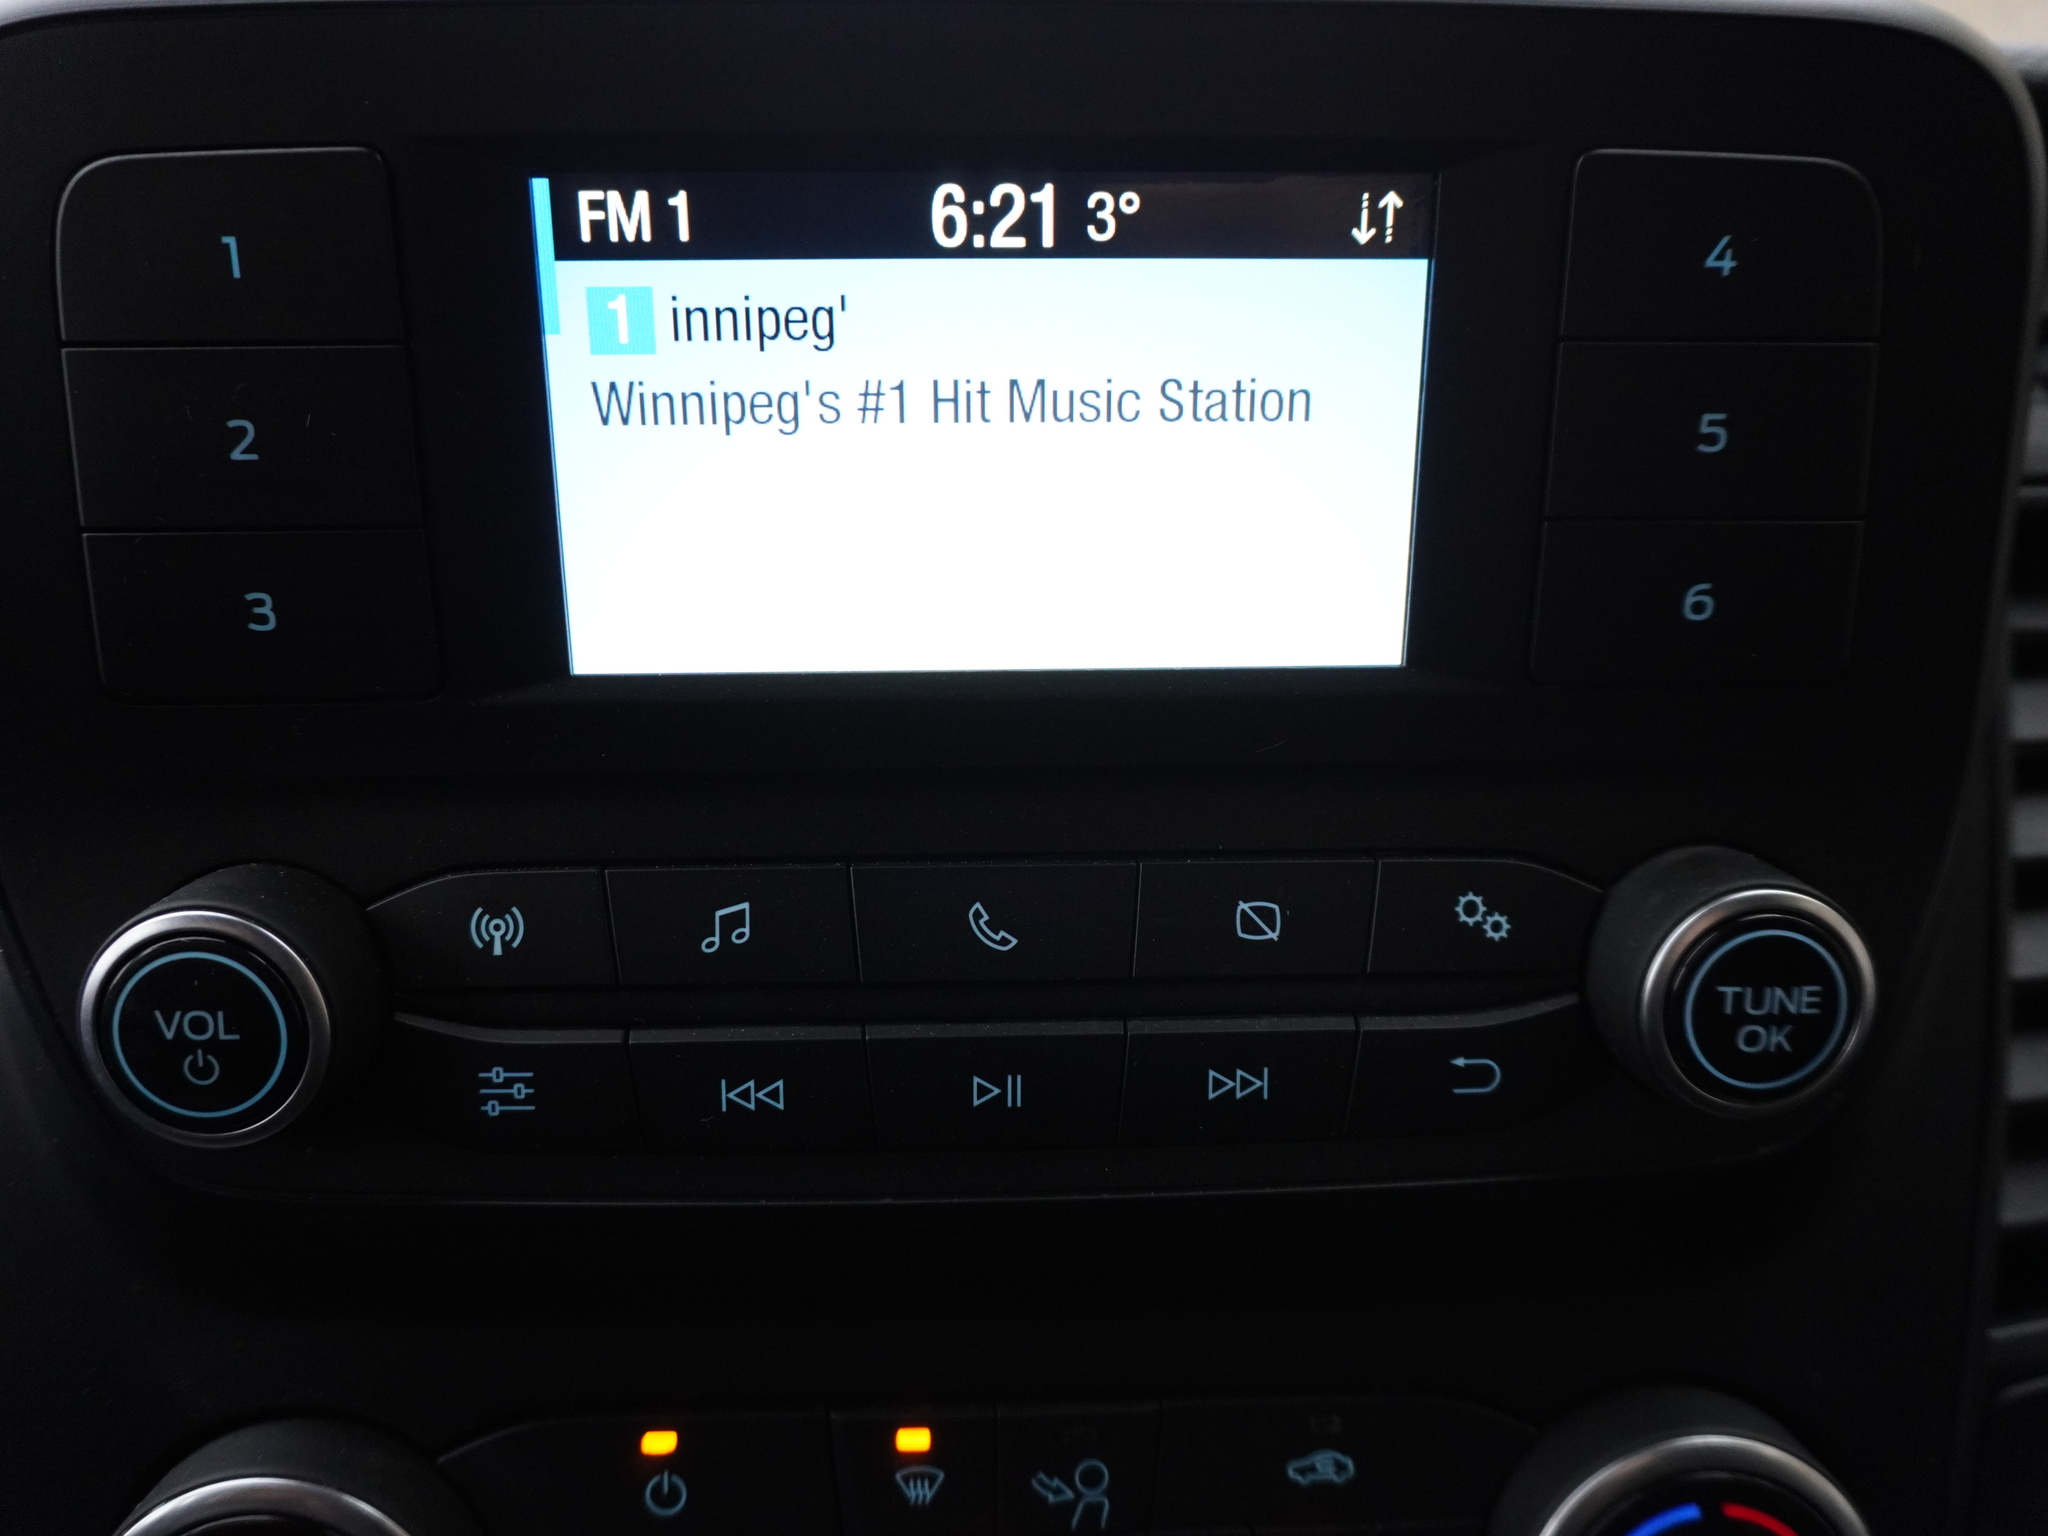 FM 1 6:21 3°
1 innipeg'
Winnipeg's #1 Hit Music Station
1
2
3
4
5
6
VOL
TUNE
OK